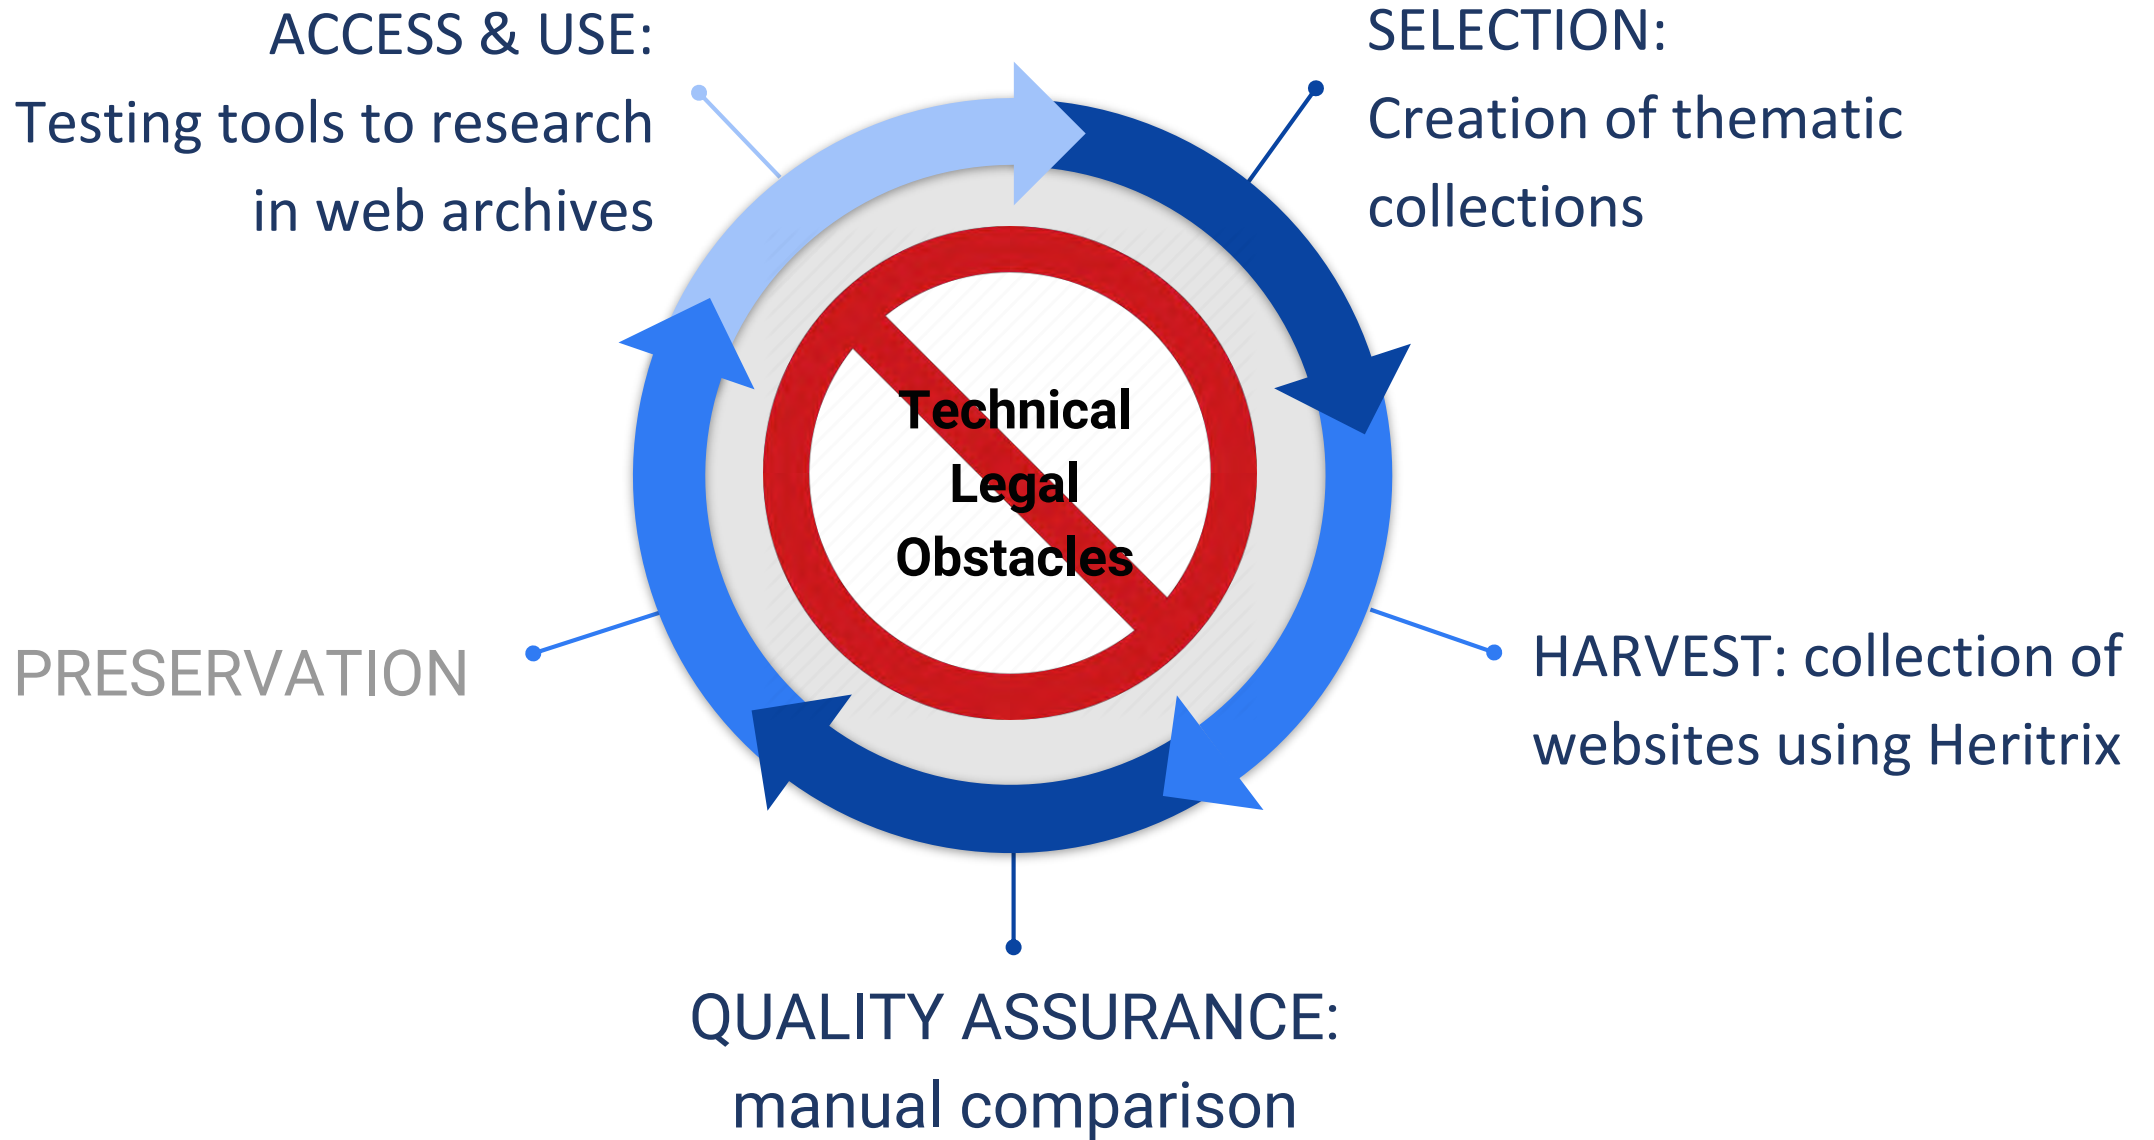 ACCESS & USE:
Testing tools to research
in web archives
SELECTION:
Creation of thematic
collections
Technical
Legal
Obstacles
PRESERVATION
HARVEST: collection of
websites using Heritrix
QUALITY ASSURANCE:
manual comparison